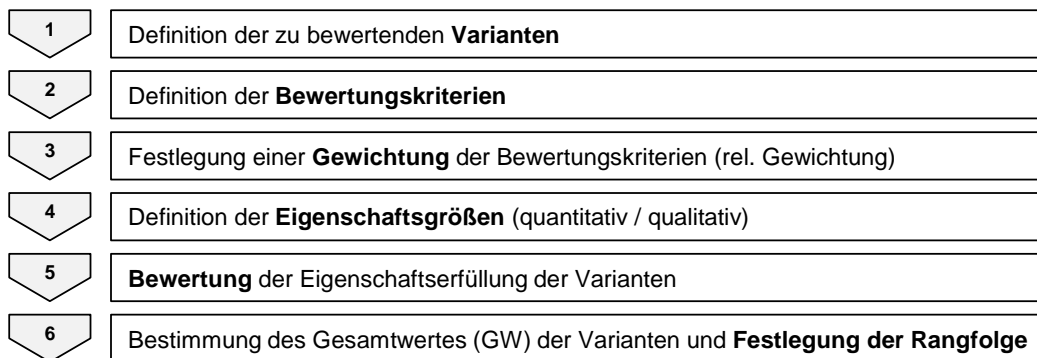 1 Definition der zu bewertenden Varianten
2 Definition der Bewertungskriterien
3 Festlegung einer Gewichtung der Bewertungskriterien (rel. Gewichtung)
4 Definition der Eigenschaftsgrößen (quantitativ / qualitativ)
5 Bewertung der Eigenschaftserfüllung der Varianten
6 Bestimmung des Gesamtwertes (GW) der Varianten und Festlegung der Rangfolge